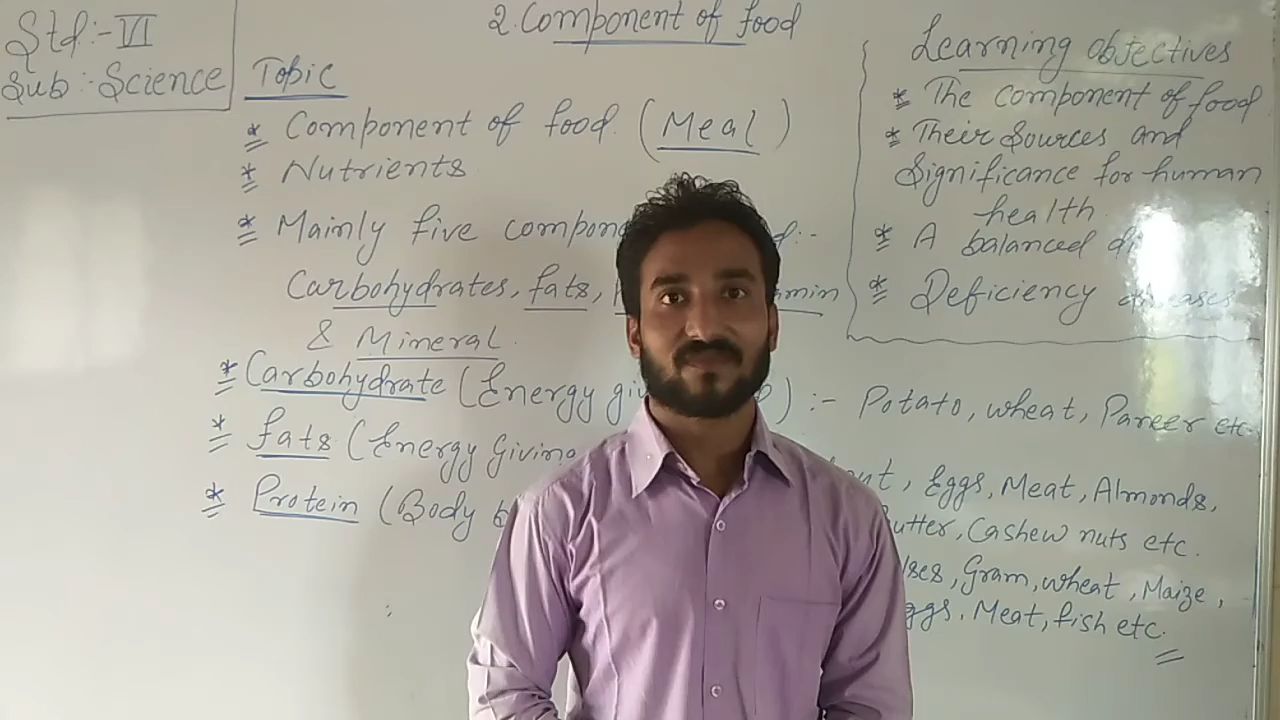 Std:- VI
Sub:- Science
2. Component of food
Topic
* Component of food. (Meal)
* Nutrients
* Mainly five compon :-
Carbohydrates, fats, min
& Mineral.
* Carbohydrate (Energy gi ) :- Potato, wheat, Paneer etc.
* fats (Energy Giving , Eggs, Meat, Almonds,
utter, Cashew nuts etc.
* Protein (Body b lses, Gram, wheat, Maize,
ggs, Meat, fish etc.
Learning objectives
* The component of food
* Their Sources and
Significance for human
health.
* A balanced d
* Deficiency diseases